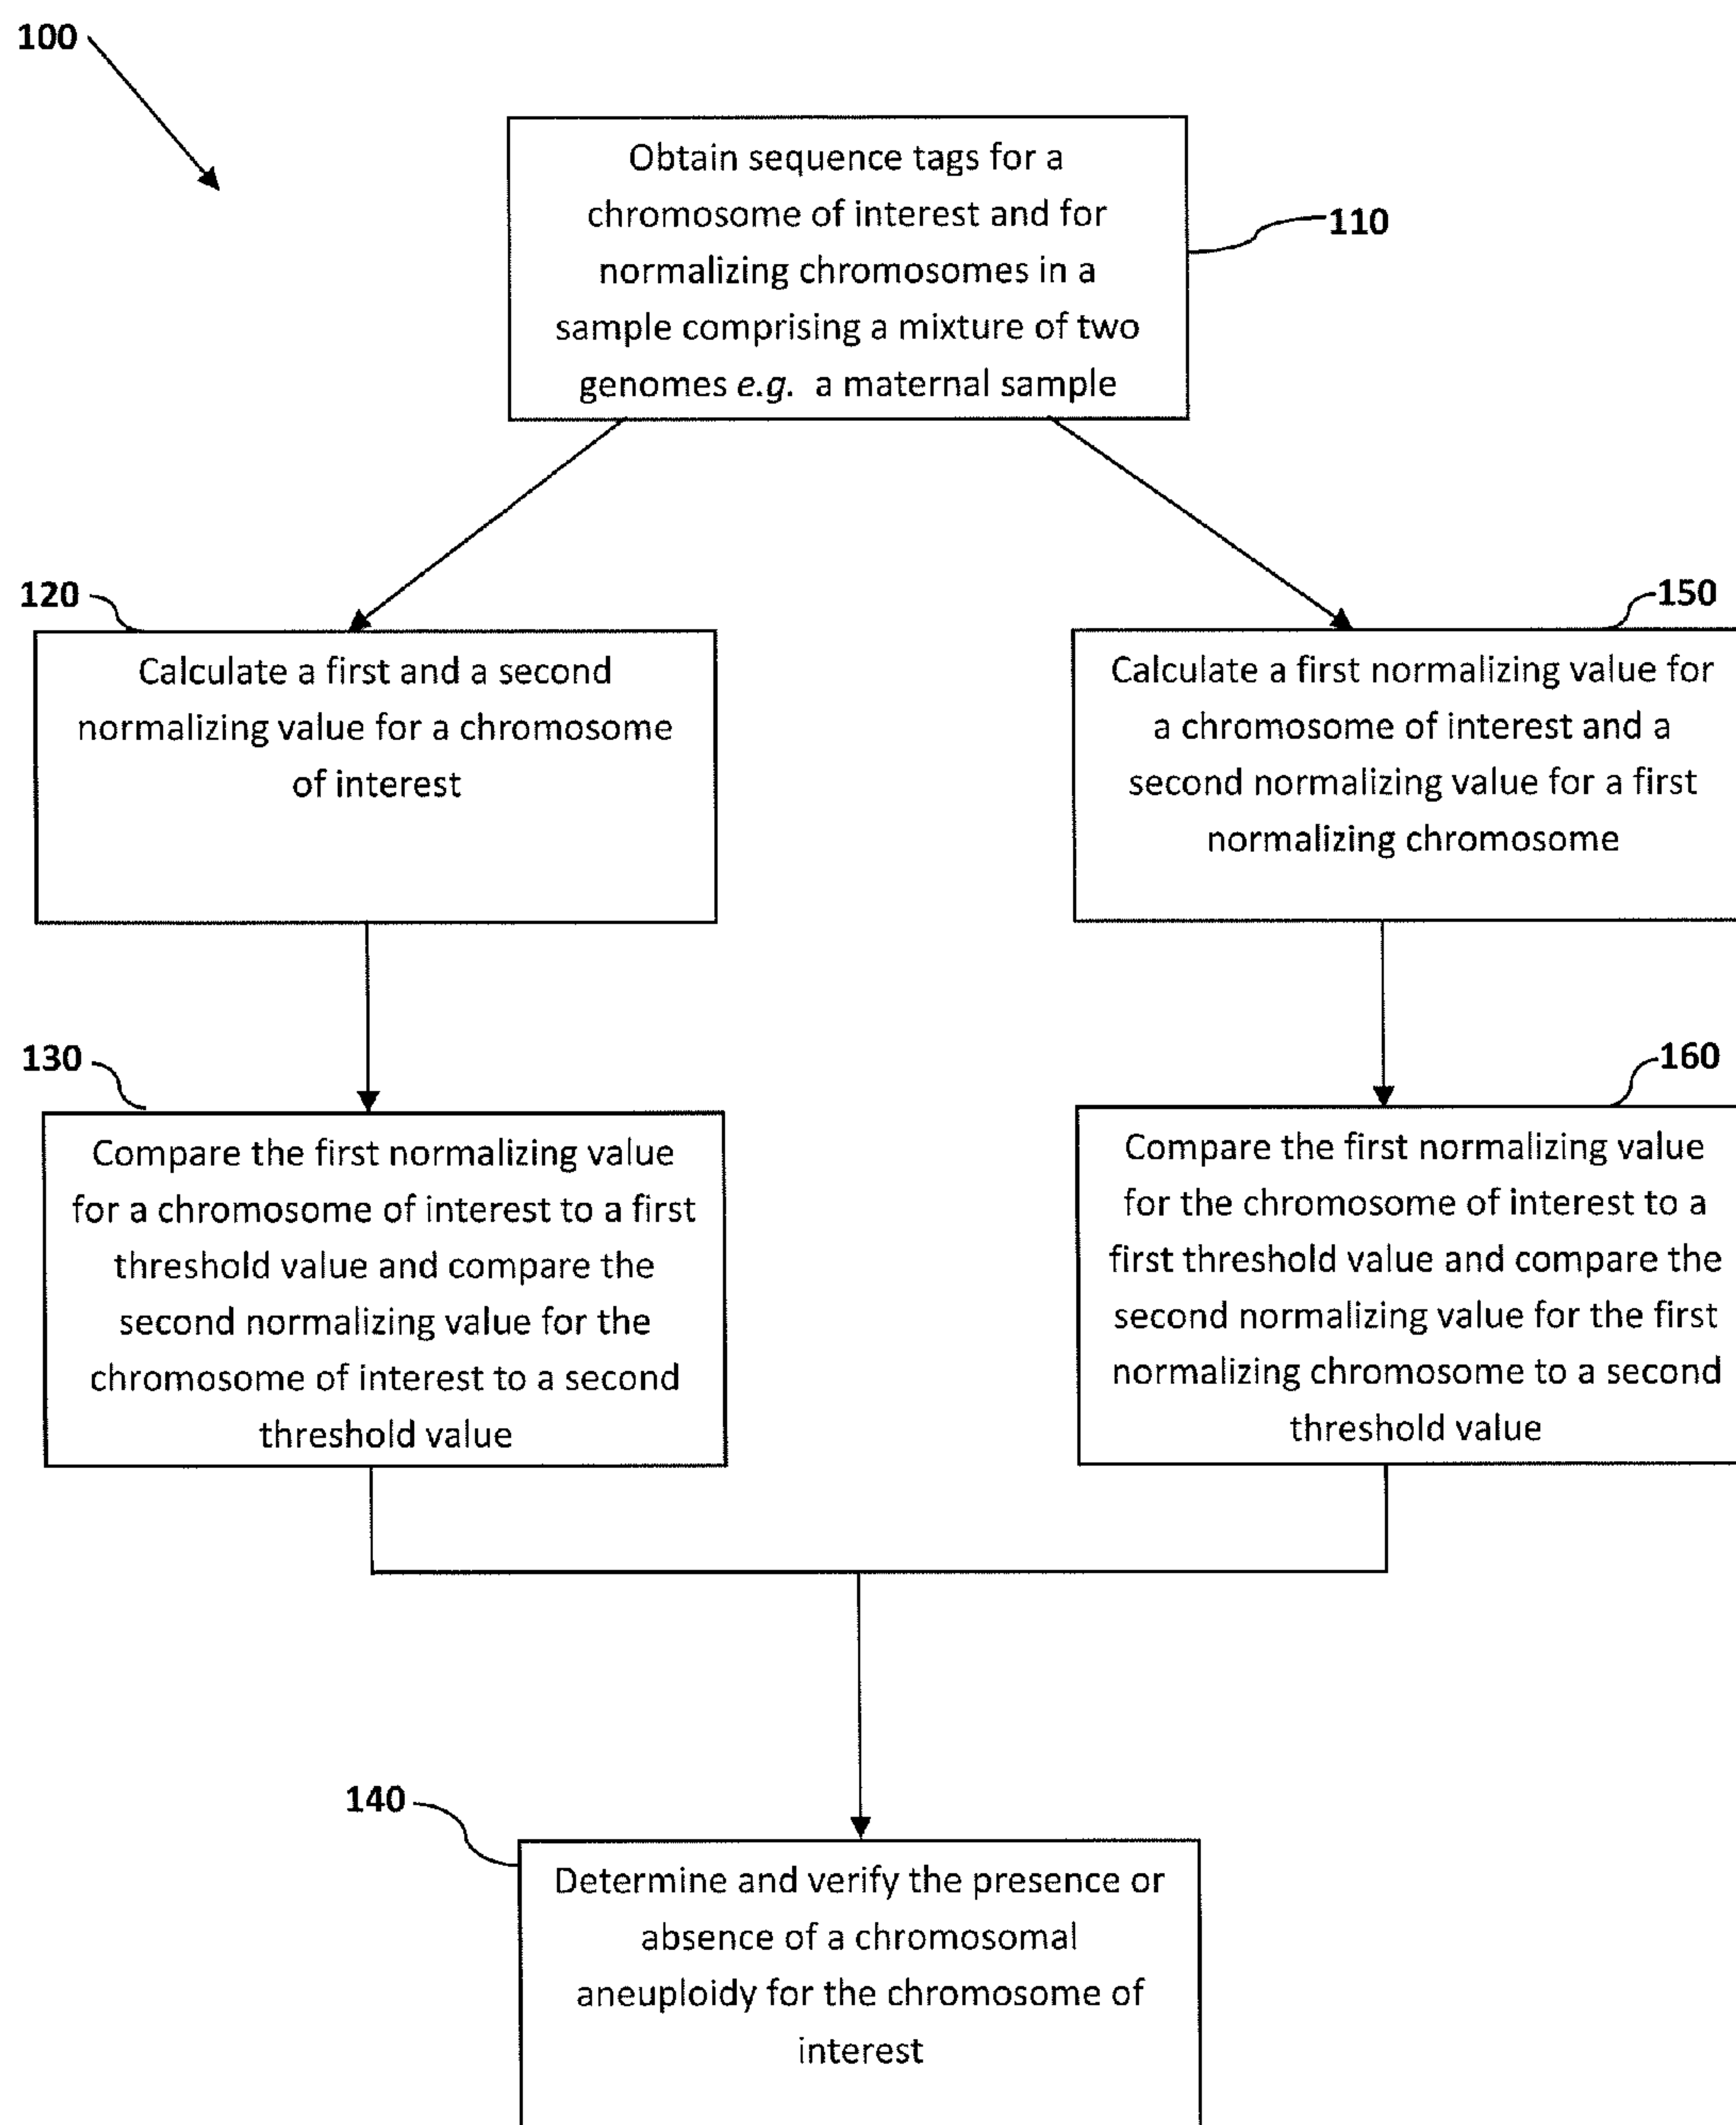 100
Obtain sequence tags for a
chromosome of interest and for
normalizing chromosomes in a
sample comprising a mixture of two
genomes e.g. a maternal sample
110
120
Calculate a first and a second
normalizing value for a chromosome
of interest
150
Calculate a first normalizing value for
a chromosome of interest and a
second normalizing value for a first
normalizing chromosome
130
Compare the first normalizing value
for a chromosome of interest to a first
threshold value and compare the
second normalizing value for the
chromosome of interest to a second
threshold value
160
Compare the first normalizing value
for the chromosome of interest to a
first threshold value and compare the
second normalizing value for the first
normalizing chromosome to a second
threshold value
140
Determine and verify the presence or
absence of a chromosomal
aneuploidy for the chromosome of
interest